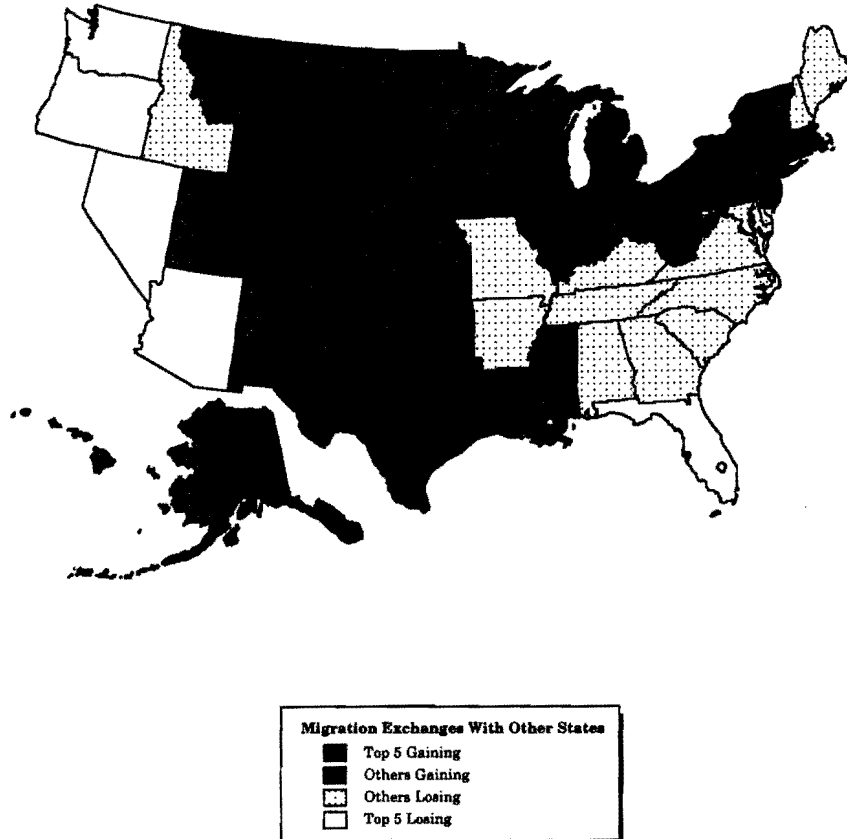 Migration Exchanges With Other States
Top 5 Gaining
Others Gaining
Others Losing
Top 5 Losing